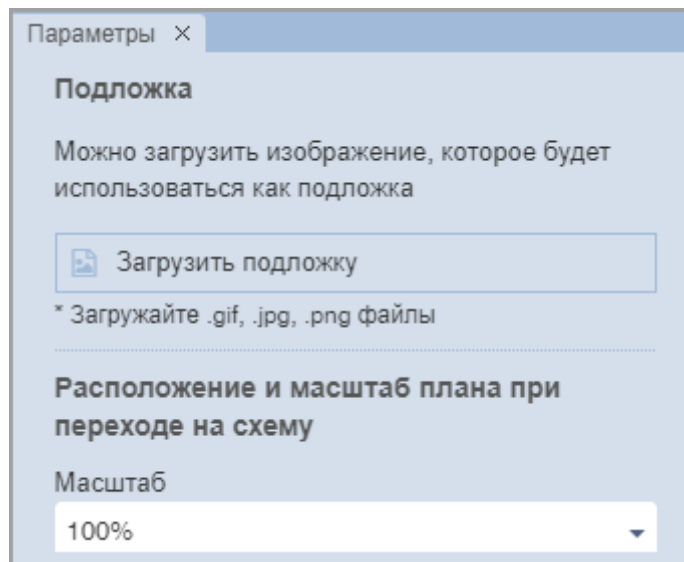 Параметры ×
Подложка
Можно загрузить изображение, которое будет
использоваться как подложка
Загрузить подложку
* Загружайте .gif, .jpg, .png файлы
Расположение и масштаб плана при
переходе на схему
Масштаб
100%